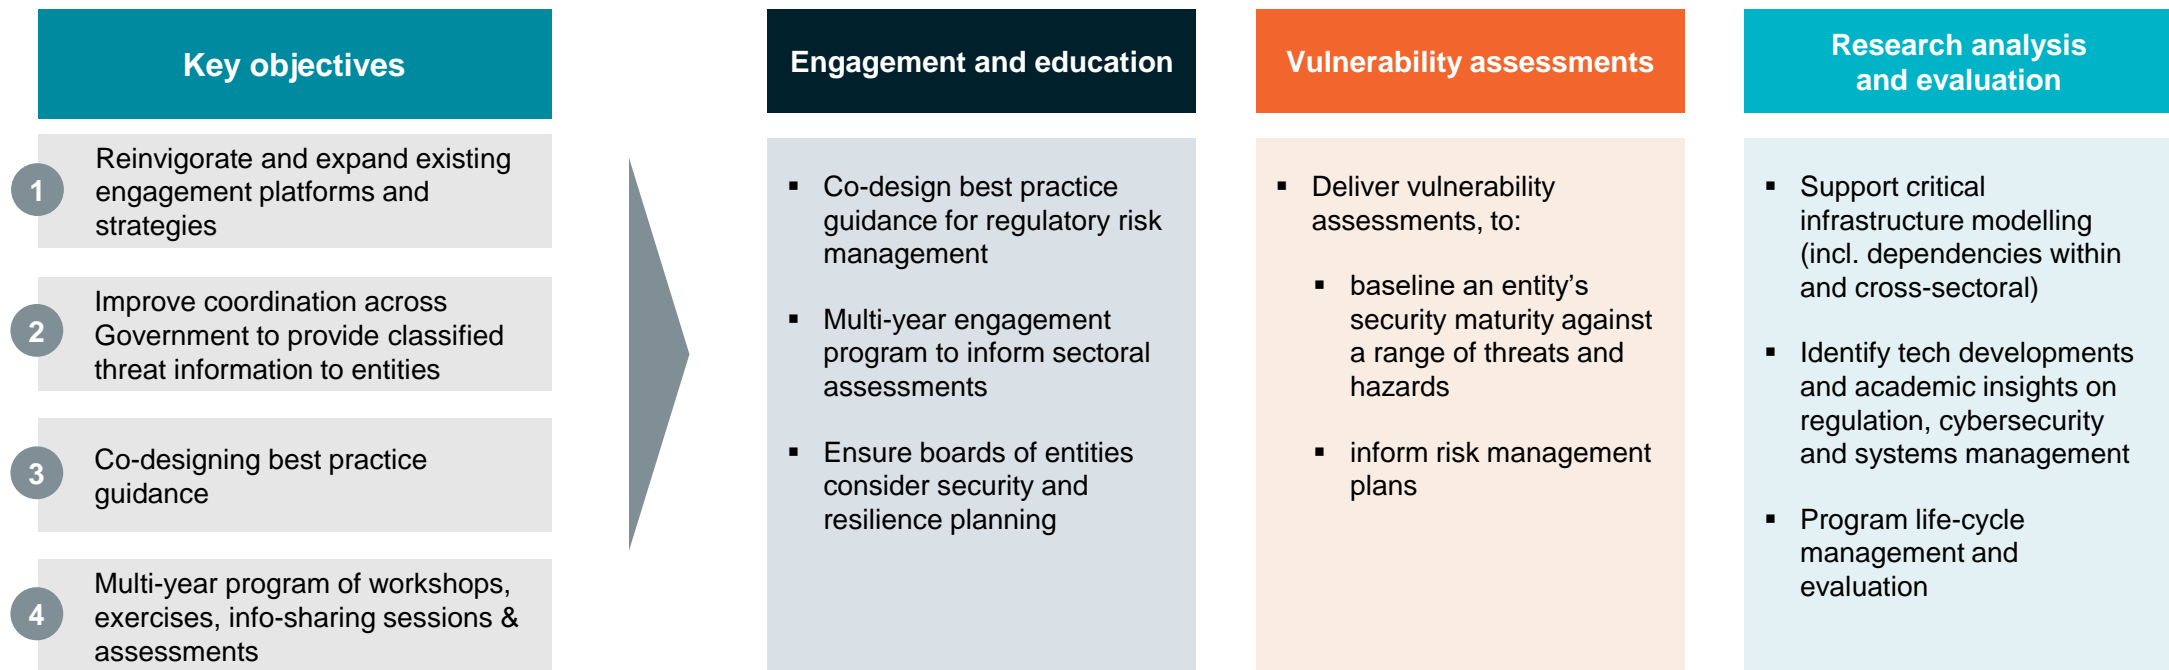 Key objectives
1
Reinvigorate and expand existing
engagement platforms and
strategies
2
Improve coordination across
Government to provide classified
threat information to entities
3
Co-designing best practice
guidance
4
Multi-year program of workshops,
exercises, info-sharing sessions &
assessments
Engagement and education
▪ Co-design best practice
guidance for regulatory risk
management
▪ Multi-year engagement
program to inform sectoral
assessments
▪ Ensure boards of entities
consider security and
resilience planning
Vulnerability assessments
▪ Deliver vulnerability
assessments, to:
▪ baseline an entity’s
security maturity against
a range of threats and
hazards
▪ inform risk management
plans
Research analysis
and evaluation
▪ Support critical
infrastructure modelling
(incl. dependencies within
and cross-sectoral)
▪ Identify tech developments
and academic insights on
regulation, cybersecurity
and systems management
▪ Program life-cycle
management and
evaluation